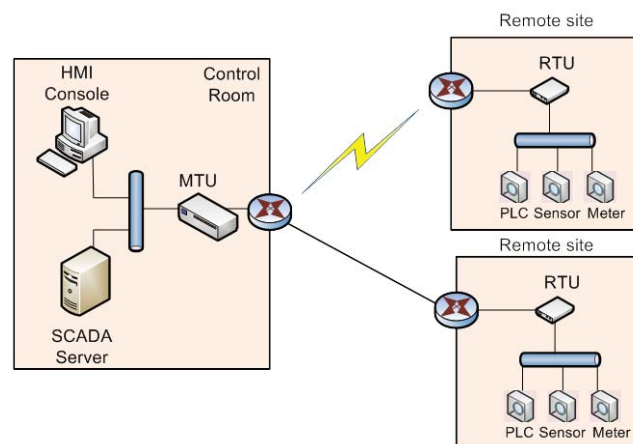 HMI
Console
Control
Room
MTU
SCADA
Server
Remote site
RTU
PLC Sensor Meter
Remote site
RTU
PLC Sensor Meter